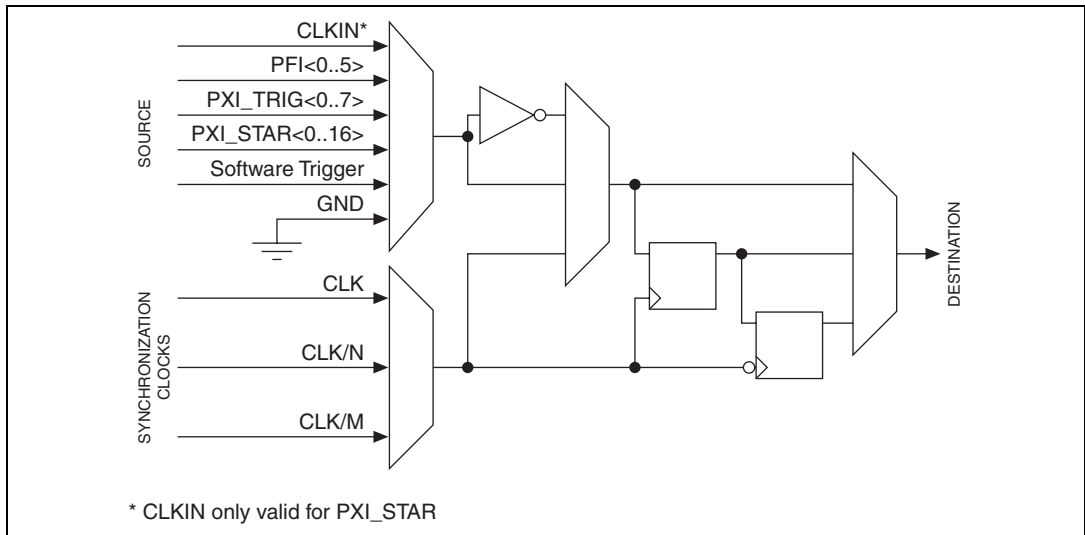 SOURCE
CLKIN*
PFI<0..5>
PXI_TRIG<0..7>
PXI_STAR<0..16>
Software Trigger
GND
SYNCHRONIZATION
CLOCKS
CLK
CLK/N
CLK/M
DESTINATION
* CLKIN only valid for PXI_STAR